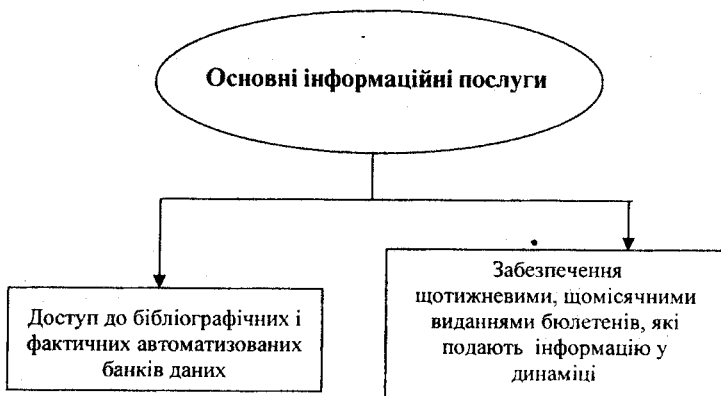 Основні інформаційні послуги
Доступ до бібліографічних і
фактичних автоматизованих
банків даних
Забезпечення
щотижневими, щомісячними
виданнями бюлетенів, які
подають інформацію у
динаміці